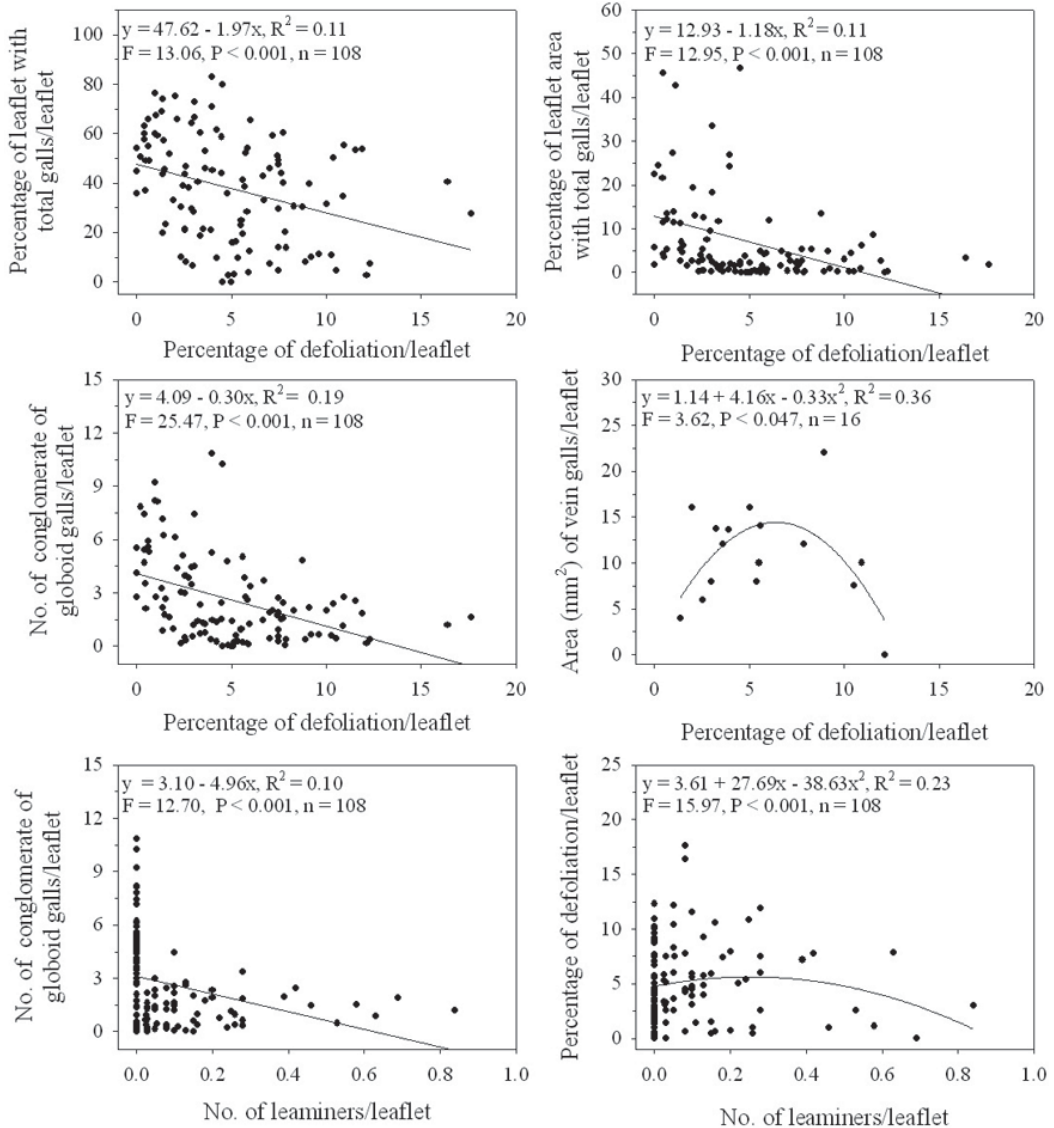 y = 47.62 - 1.97x, R² = 0.11
F = 13.06, P < 0.001, n = 108
Percentage of leaflet with
total galls/leaflet
100
80
60
40
20
0
0 5 10 15 20
Percentage of defoliation/leaflet
y = 12.93 - 1.18x, R² = 0.11
F = 12.95, P < 0.001, n = 108
Percentage of leaflet area
with total galls/leaflet
60
50
40
30
20
10
0
0 5 10 15 20
Percentage of defoliation/leaflet
y = 4.09 - 0.30x, R² = 0.19
F = 25.47, P < 0.001, n = 108
No. of conglomerate of
globoid galls/leaflet
15
12
9
6
3
0
0 5 10 15 20
Percentage of defoliation/leaflet
y = 1.14 + 4.16x - 0.33x², R² = 0.36
F = 3.62, P < 0.047, n = 16
Area (mm²) of vein galls/leaflet
30
25
20
15
10
5
0
0 5 10 15 20
Percentage of defoliation/leaflet
y = 3.10 - 4.96x, R² = 0.10
F = 12.70, P < 0.001, n = 108
No. of conglomerate of
globoid galls/leaflet
15
12
9
6
3
0
0.0 0.2 0.4 0.6 0.8 1.0
No. of leaminers/leaflet
y = 3.61 + 27.69x - 38.63x², R² = 0.23
F = 15.97, P < 0.001, n = 108
Percentage of defoliation/leaflet
25
20
15
10
5
0
0.0 0.2 0.4 0.6 0.8 1.0
No. of leaminers/leaflet